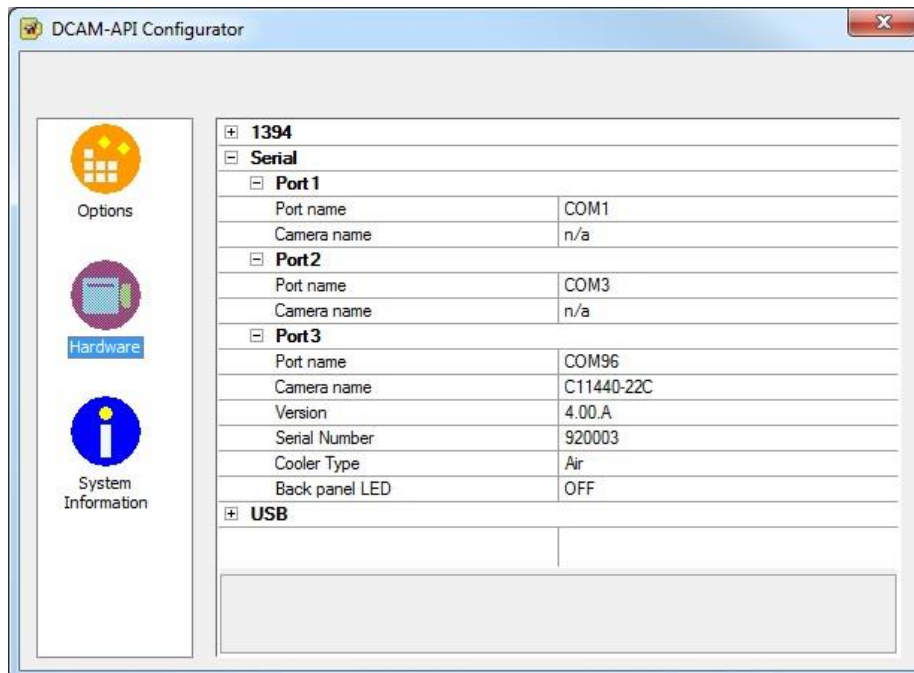 DCAM-API Configurator
Options
Hardware
System
Information
1394
Serial
Port1
Port name COM1
Camera name n/a
Port2
Port name COM3
Camera name n/a
Port3
Port name COM96
Camera name C11440-22C
Version 4.00.A
Serial Number 920003
Cooler Type Air
Back panel LED OFF
USB